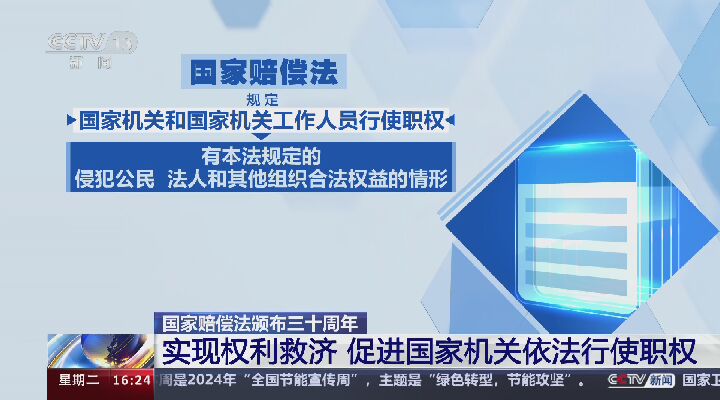 CCTV 13
新闻
国家赔偿法
规定
国家机关和国家机关工作人员行使职权
有本法规定的
侵犯公民 法人和其他组织合法权益的情形
国家赔偿法颁布三十周年
实现权利救济 促进国家机关依法行使职权
星期二 16:24 周是2024年“全国节能宣传周”，主题是“绿色转型，节能攻坚”。 CCTV新闻 国家卫